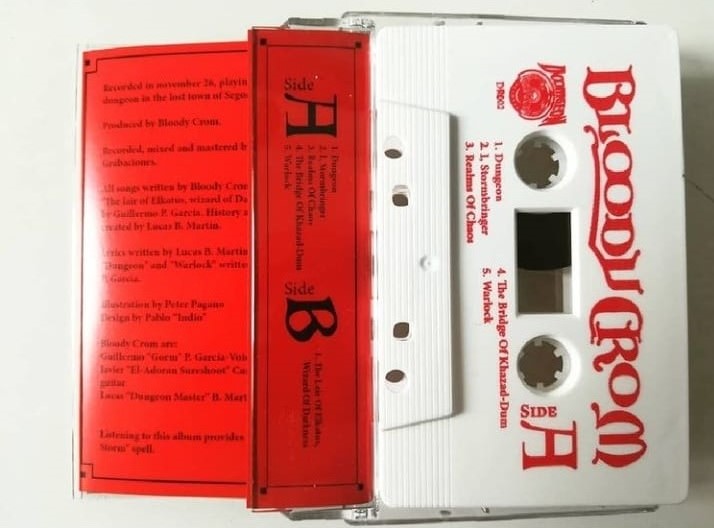 Recorded in november 26, playin
dungeon in the lost town of Sego
Produced by Bloody Crom.
Recorded, mixed and mastered b
Grabaciones.
All songs written by Bloody Crom
"The lair of Elkatus, wizard of Da
by Guillermo P. Garcia. History a
created by Lucas B. Martin.
Lyrics written by Lucas B. Martin
"Dungeon" and "Warlock" writte
P. Garcia.
Illustration by Peter Pagano
Design by Pablo "Indio"
Bloody Crom are:
Guillermo "Gorm" P. Garcia-Voi
Javier "El-Adoran Sureshoot" Ca
guitar
Lucas "Dungeon Master" B. Mart
Listening to this album provides
Storm" spell.
Side
A
1. Dungeon
2. I, Stormbringer
3. Realms Of Chaos
4. The Bridge Of Khazad-Dum
5. Warlock
Side
B
1. The Lair Of Elkatus,
Wizard Of Darkness
BLOODY CROM
DR002
1. Dungeon
2. I, Stormbringer
3. Realms Of Chaos
4. The Bridge Of Khazad-Dum
5. Warlock
SIDE
A